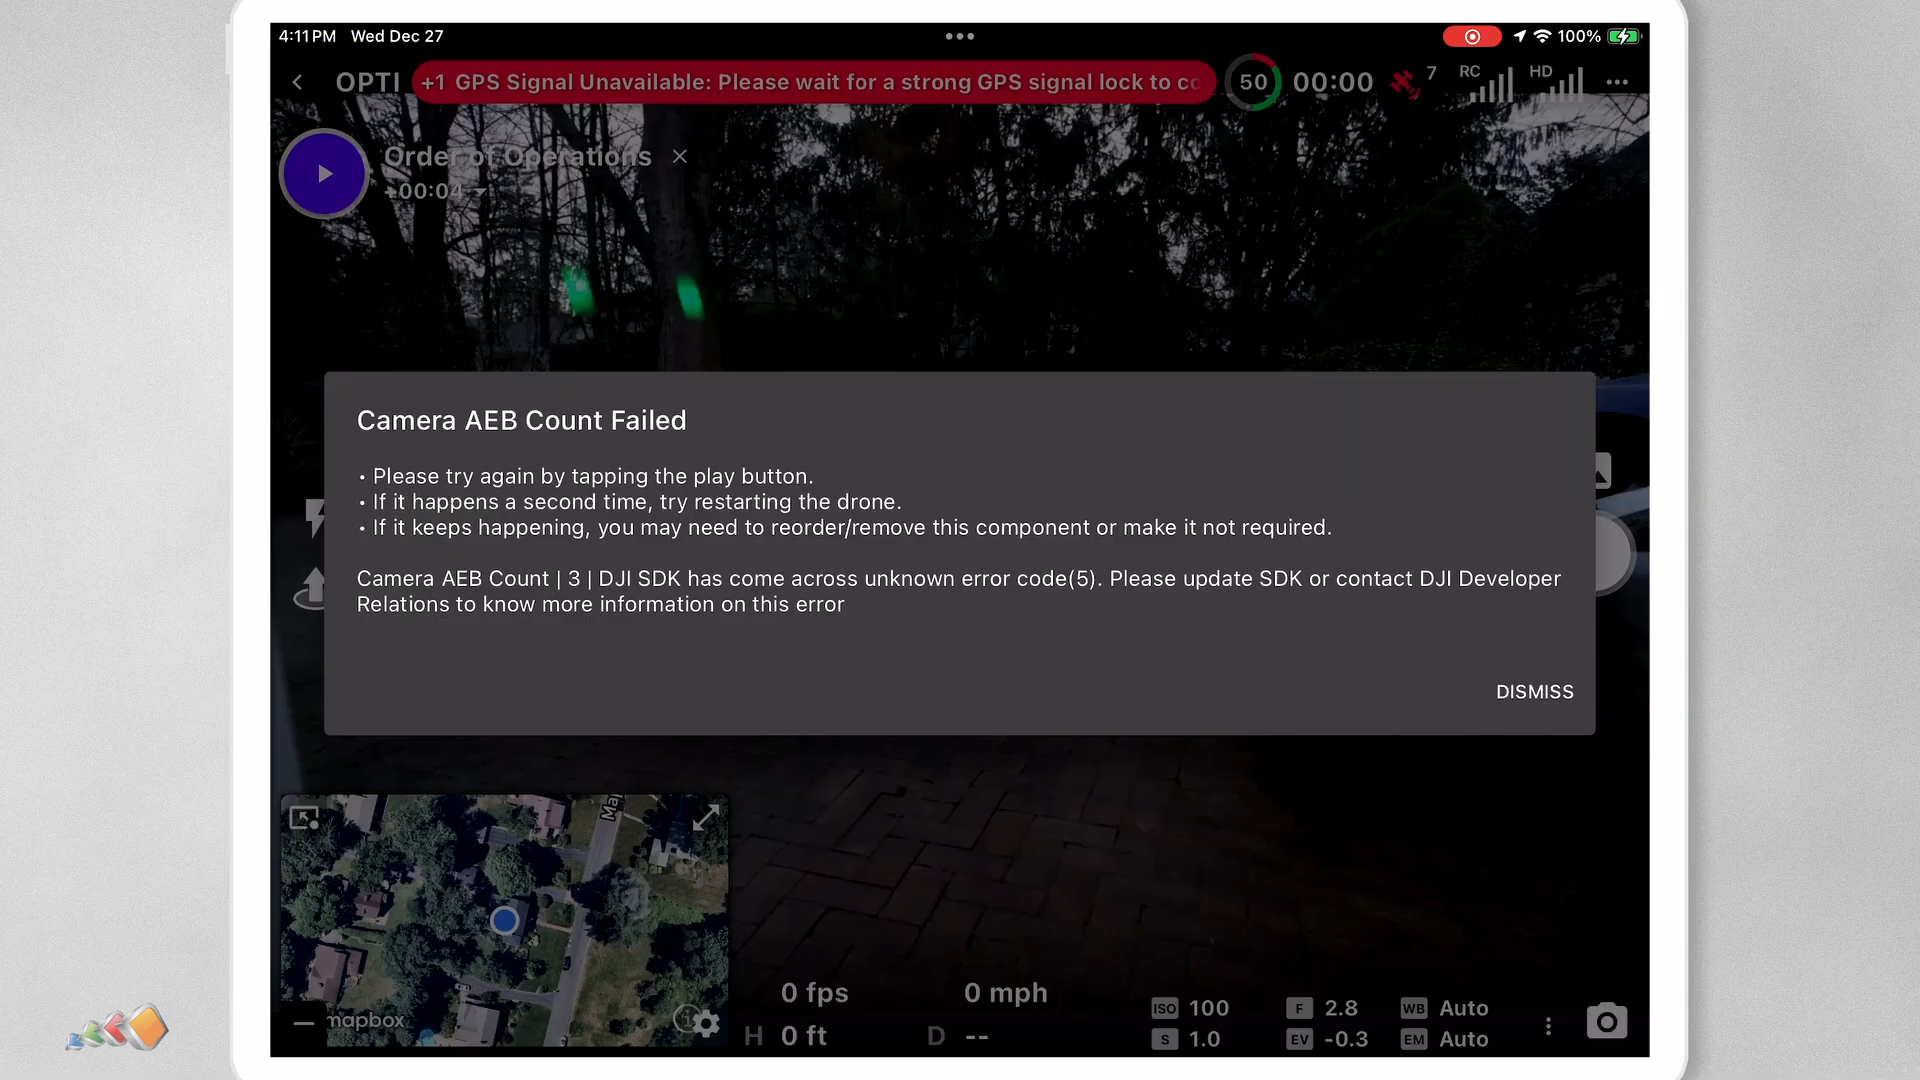 4:11 PM Wed Dec 27
100%
OPTI +1 GPS Signal Unavailable: Please wait for a strong GPS signal lock to co 50 00:00 7 RC HD
Order of Operations
+00:04
Camera AEB Count Failed
• Please try again by tapping the play button.
• If it happens a second time, try restarting the drone.
• If it keeps happening, you may need to reorder/remove this component or make it not required.
Camera AEB Count | 3 | DJI SDK has come across unknown error code(5). Please update SDK or contact DJI Developer
Relations to know more information on this error
DISMISS
Ma
mapbox
0 fps 0 mph
H 0 ft D --
ISO 100 F 2.8 WB Auto
S 1.0 EV -0.3 EM Auto